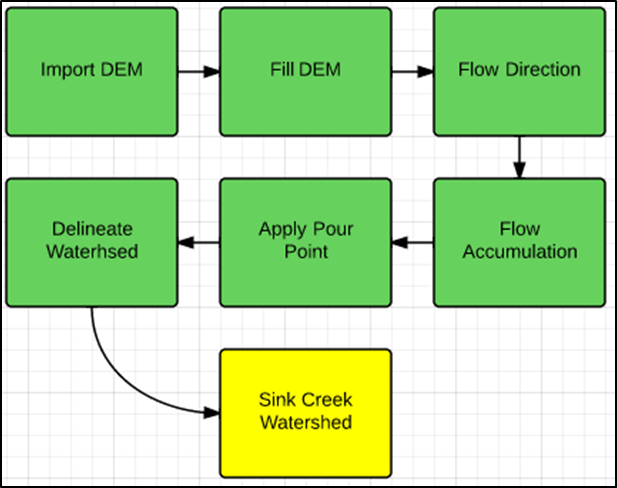 Import DEM
Fill DEM
Flow Direction
Flow
Accumulation
Apply Pour
Point
Delineate
Waterhsed
Sink Creek
Watershed